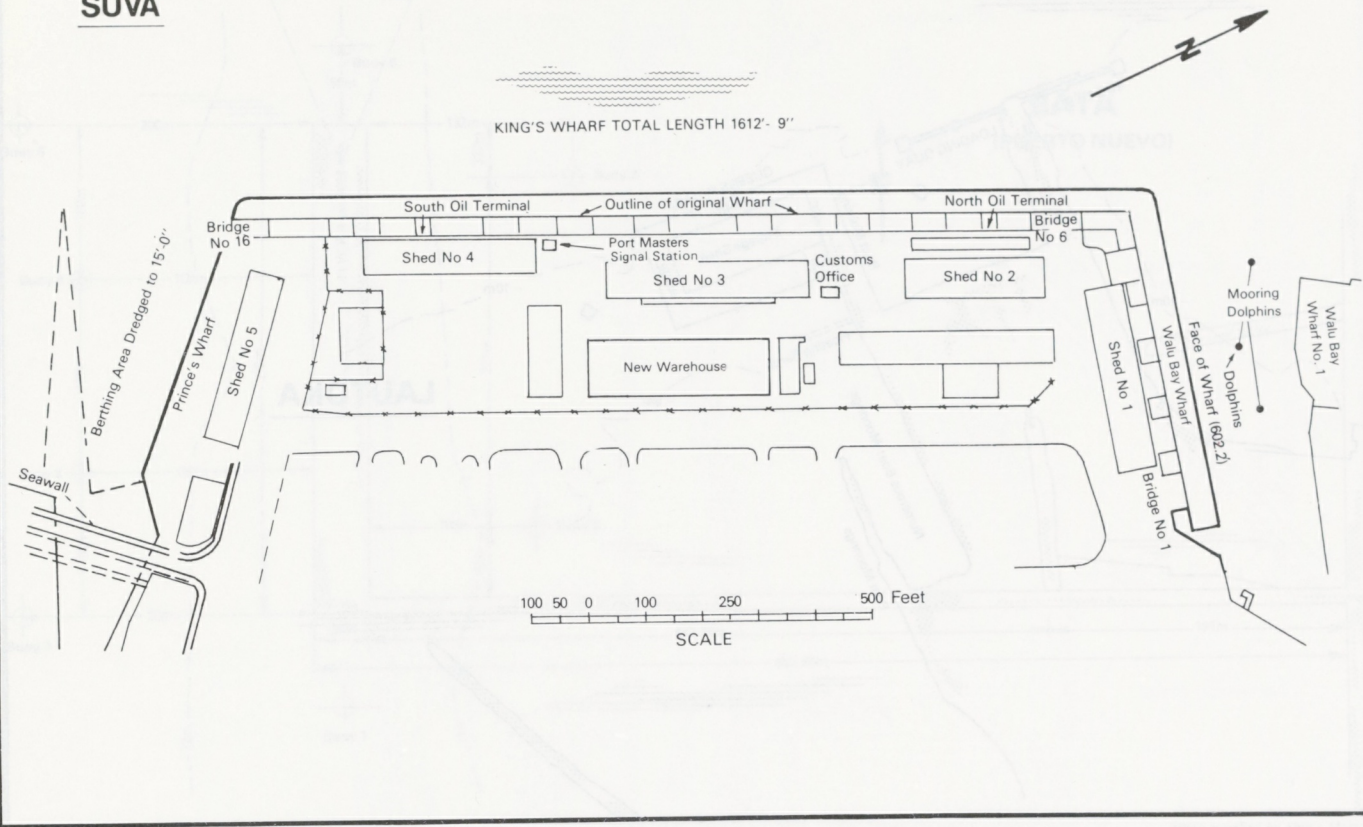 SUVA
N
KING'S WHARF TOTAL LENGTH 1612'- 9"
South Oil Terminal
Outline of original Wharf
North Oil Terminal
Bridge
No 16
Bridge
No 6
Port Masters
Signal Station
Shed No 4
Shed No 3
Customs
Office
Shed No 2
Berthing Area Dredged to 15'-0"
Prince's Wharf
Shed No 5
New Warehouse
Shed No 1
Walu Bay Wharf
Face of Wharf (602.2')
Dolphins
Mooring
Dolphins
Walu Bay
Wharf No. 1
Seawall
Bridge No 1
100 50 0 100 250 500 Feet
SCALE